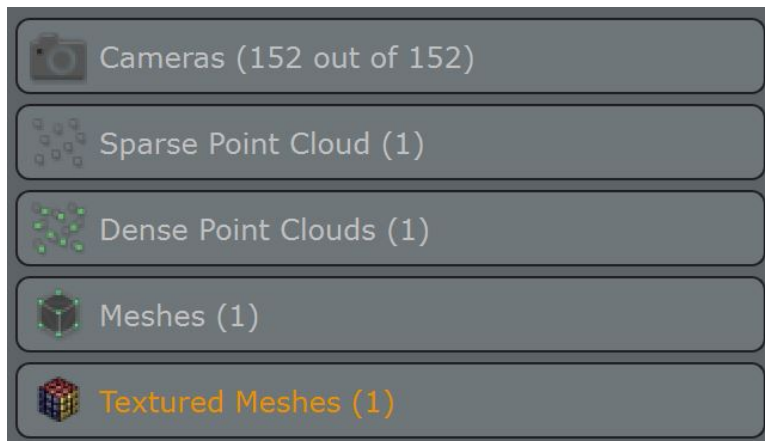 Cameras (152 out of 152)
Sparse Point Cloud (1)
Dense Point Clouds (1)
Meshes (1)
Textured Meshes (1)